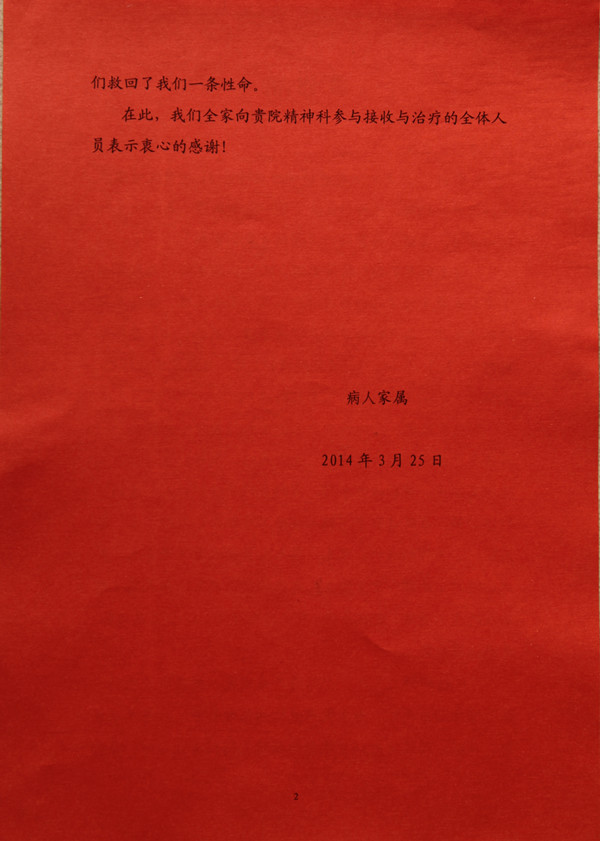 们救回了我们一条性命。
在此，我们全家向贵院精神科参与接收与治疗的全体人
员表示衷心的感谢！
病人家属
2014 年 3 月 25 日
2